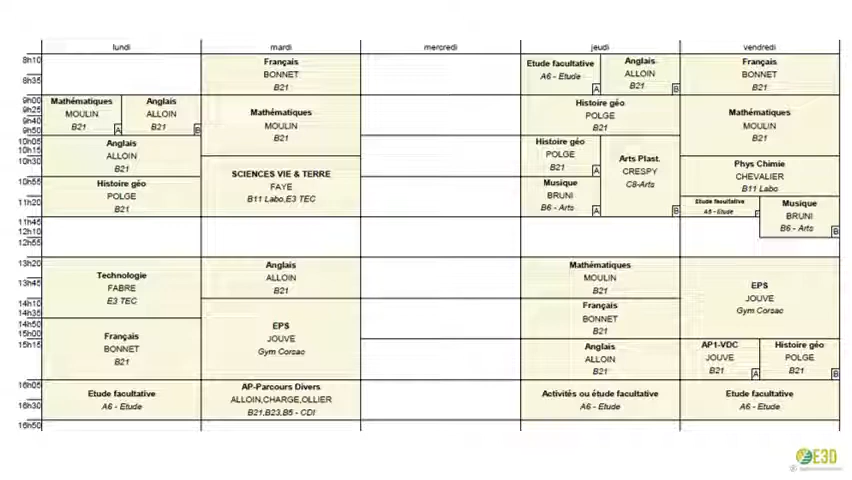 lundi
mardi
mercredi
jeudi
vendredi
8h10
8h35
9h00
9h25
9h40
9h50
10h05
10h15
10h30
10h55
11h20
11h45
12h10
12h55
13h20
13h45
14h10
14h35
14h50
15h00
15h15
16h05
16h30
16h50
Mathématiques
MOULIN
B21
A
Anglais
ALLOIN
B21
B
Anglais
ALLOIN
B21
Histoire géo
POLGE
B21
Technologie
FABRE
E3 TEC
Français
BONNET
B21
Etude facultative
A6 - Etude
Français
BONNET
B21
Mathématiques
MOULIN
B21
SCIENCES VIE & TERRE
FAYE
B11 Labo,E3 TEC
Anglais
ALLOIN
B21
EPS
JOUVE
Gym Corsac
AP-Parcours Divers
ALLOIN,CHARGE,OLLIER
B21,B23,B5 - CDI
Etude facultative
A6 - Etude
A
Anglais
ALLOIN
B21
B
Histoire géo
POLGE
B21
Histoire géo
POLGE
B21
A
Musique
BRUNI
B6 - Arts
A
Arts Plast.
CRESPY
C8-Arts
B
Mathématiques
MOULIN
B21
Français
BONNET
B21
Anglais
ALLOIN
B21
Activités ou étude facultative
A6 - Etude
Français
BONNET
B21
Mathématiques
MOULIN
B21
Phys Chimie
CHEVALIER
B11 Labo
Etude facultative
A5 - Etude
Musique
BRUNI
B6 - Arts
B
EPS
JOUVE
Gym Corsac
AP1-VDC
JOUVE
B21
A
Histoire géo
POLGE
B21
B
Etude facultative
A6 - Etude
E3D